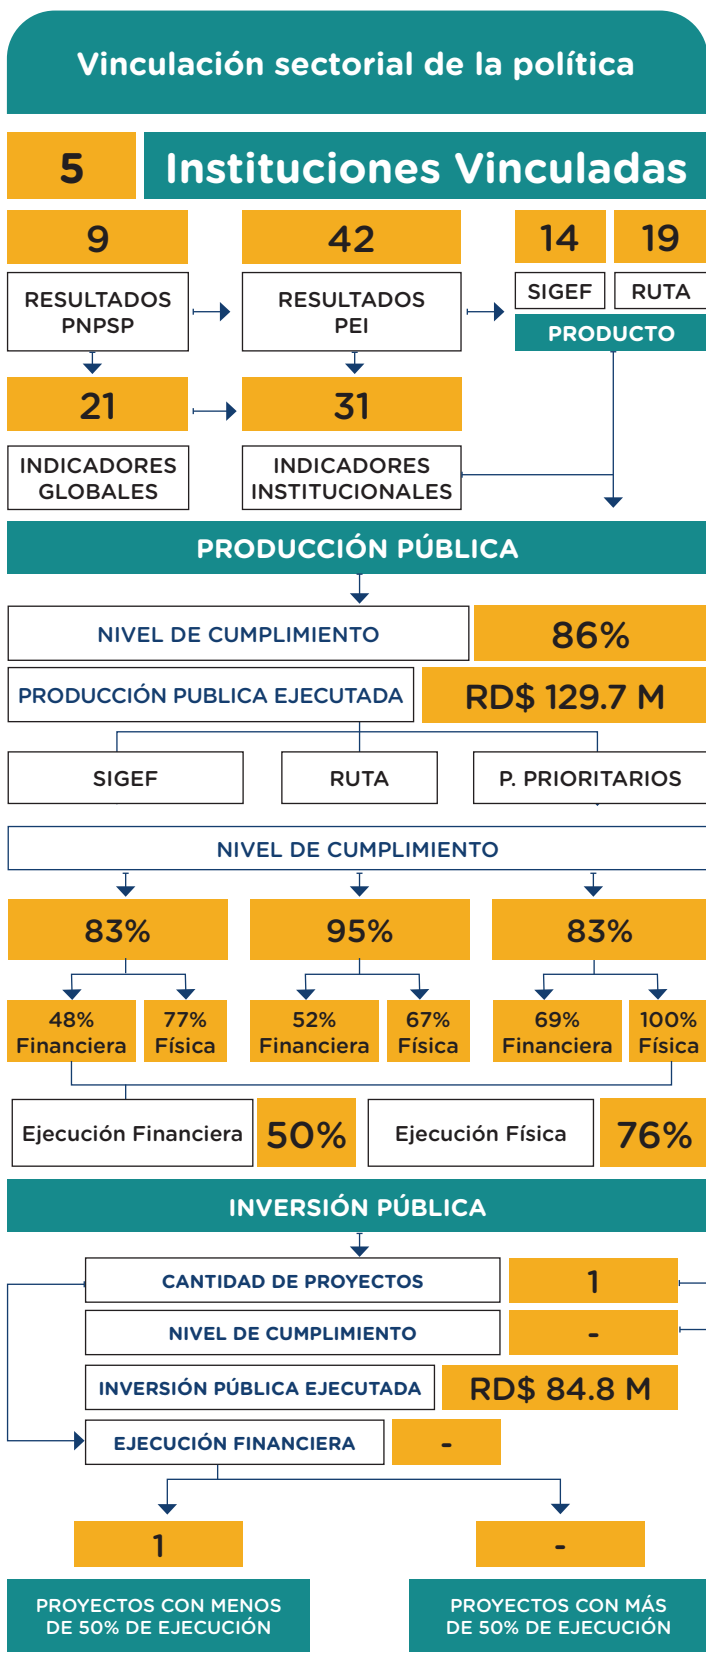 Vinculación sectorial de la política
5
Instituciones Vinculadas
9
42
14
19
RESULTADOS
PNPSP
RESULTADOS
PEI
SIGEF
RUTA
PRODUCTO
21
31
INDICADORES
GLOBALES
INDICADORES
INSTITUCIONALES
PRODUCCIÓN PÚBLICA
NIVEL DE CUMPLIMIENTO
86%
PRODUCCIÓN PUBLICA EJECUTADA
RD$ 129.7 M
SIGEF
RUTA
P. PRIORITARIOS
NIVEL DE CUMPLIMIENTO
83%
95%
83%
48%
Financiera
77%
Física
52%
Financiera
67%
Física
69%
Financiera
100%
Física
Ejecución Financiera
50%
Ejecución Física
76%
INVERSIÓN PÚBLICA
CANTIDAD DE PROYECTOS
1
NIVEL DE CUMPLIMIENTO
-
INVERSIÓN PÚBLICA EJECUTADA
RD$ 84.8 M
EJECUCIÓN FINANCIERA
-
1
-
PROYECTOS CON MENOS
DE 50% DE EJECUCIÓN
PROYECTOS CON MÁS
DE 50% DE EJECUCIÓN